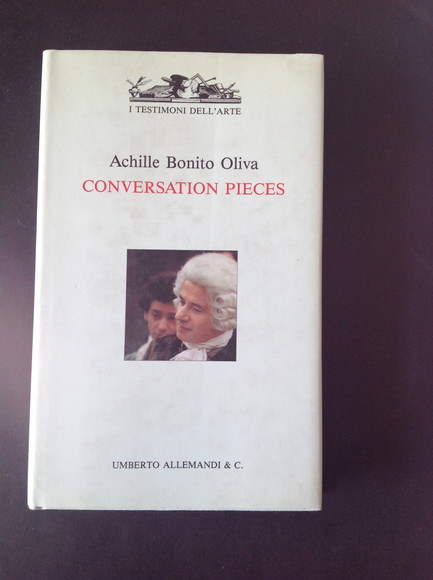 I TESTIMONI DELL'ARTE
Achille Bonito Oliva
CONVERSATION PIECES
UMBERTO ALLEMANDI & C.